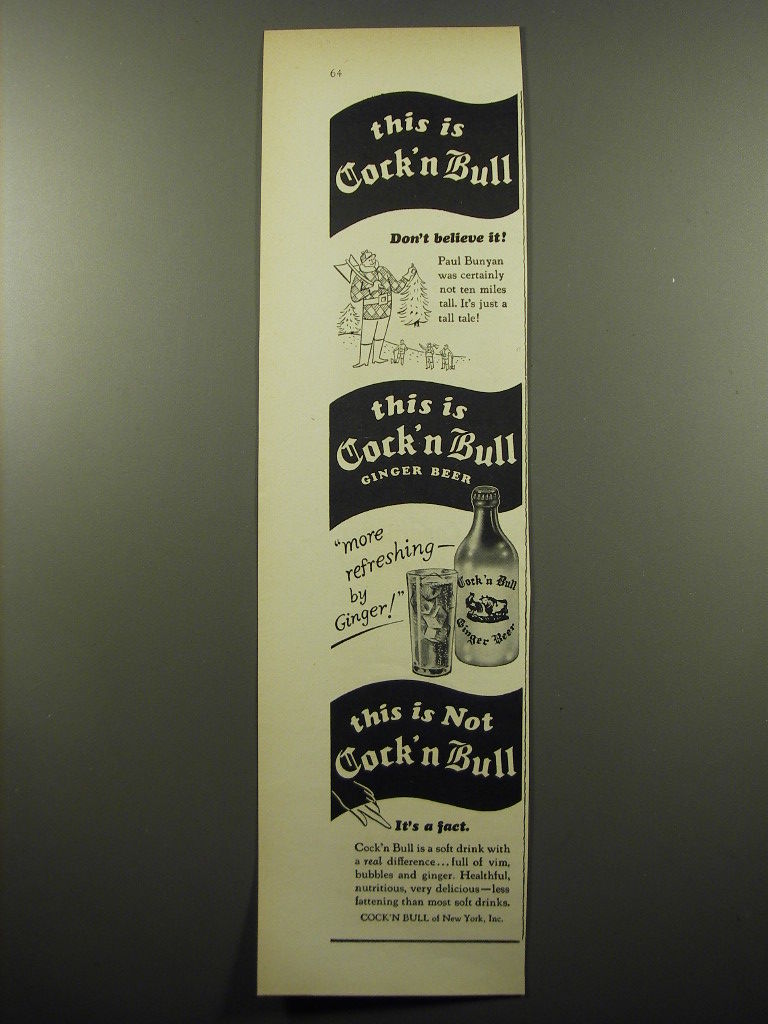 64
this is
Cock'n Bull
Don't believe it!
Paul Bunyan
was certainly
not ten miles
tall. It's just a
tall tale!
this is
Cock'n Bull
GINGER BEER
"more
refreshing—
by
Ginger!"
Cock'n Bull
Ginger Beer
this is Not
Cock'n Bull
It's a fact.
Cock'n Bull is a soft drink with
a real difference...full of vim,
bubbles and ginger. Healthful,
nutritious, very delicious—less
fattening than most soft drinks.
COCK'N BULL of New York, Inc.